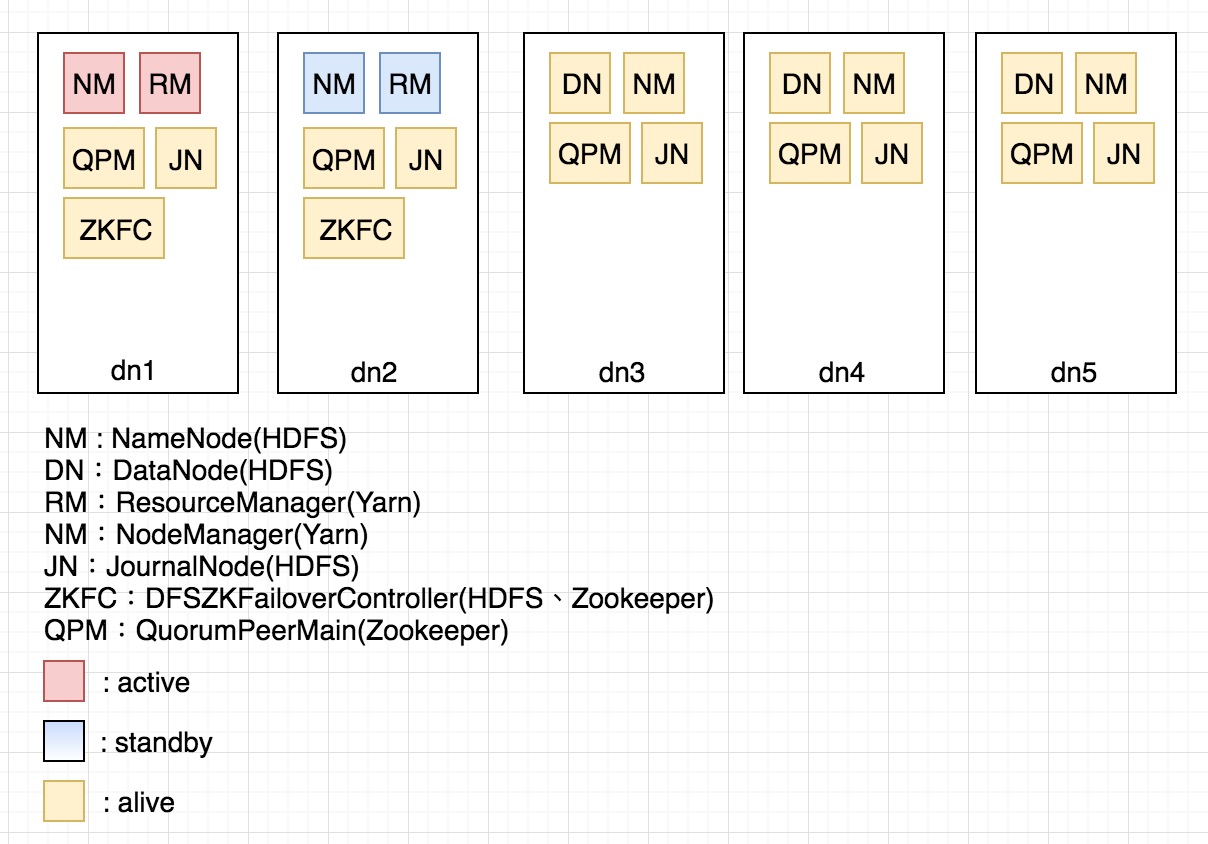 NM RM
QPM JN
ZKFC
dn1
NM RM
QPM JN
ZKFC
dn2
DN NM
QPM JN
dn3
DN NM
QPM JN
dn4
DN NM
QPM JN
dn5
NM : NameNode(HDFS)
DN：DataNode(HDFS)
RM：ResourceManager(Yarn)
NM：NodeManager(Yarn)
JN：JournalNode(HDFS)
ZKFC：DFSZKFailoverController(HDFS、Zookeeper)
QPM：QuorumPeerMain(Zookeeper)
: active
: standby
: alive